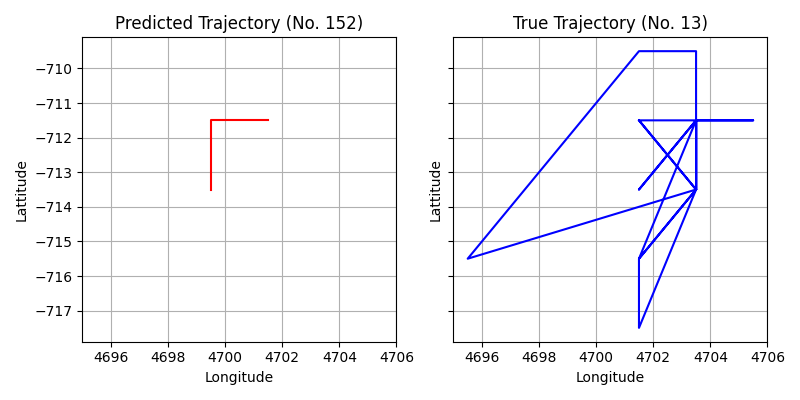 Predicted Trajectory (No. 152)
Lattitude
−710
−711
−712
−713
−714
−715
−716
−717
4696 4698 4700 4702 4704 4706
Longitude
True Trajectory (No. 13)
Lattitude
4696 4698 4700 4702 4704 4706
Longitude